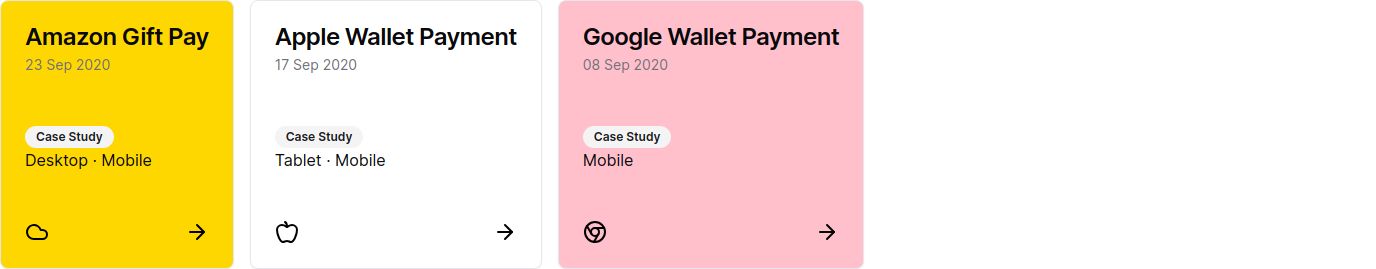 Amazon Gift Pay
23 Sep 2020
Case Study
Desktop · Mobile
Apple Wallet Payment
17 Sep 2020
Case Study
Tablet · Mobile
Google Wallet Payment
08 Sep 2020
Case Study
Mobile